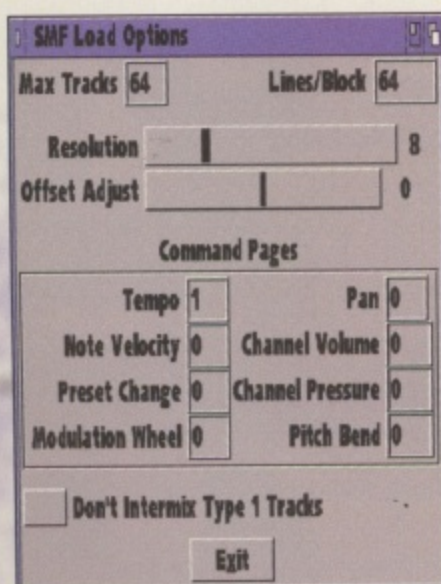 SMF Load Options
Max Tracks 64 Lines/Block 64
Resolution 8
Offset Adjust 0
Command Pages
Tempo 1 Pan 0
Note Velocity 0 Channel Volume 0
Preset Change 0 Channel Pressure 0
Modulation Wheel 0 Pitch Bend 0
Don't Intermix Type 1 Tracks
Exit